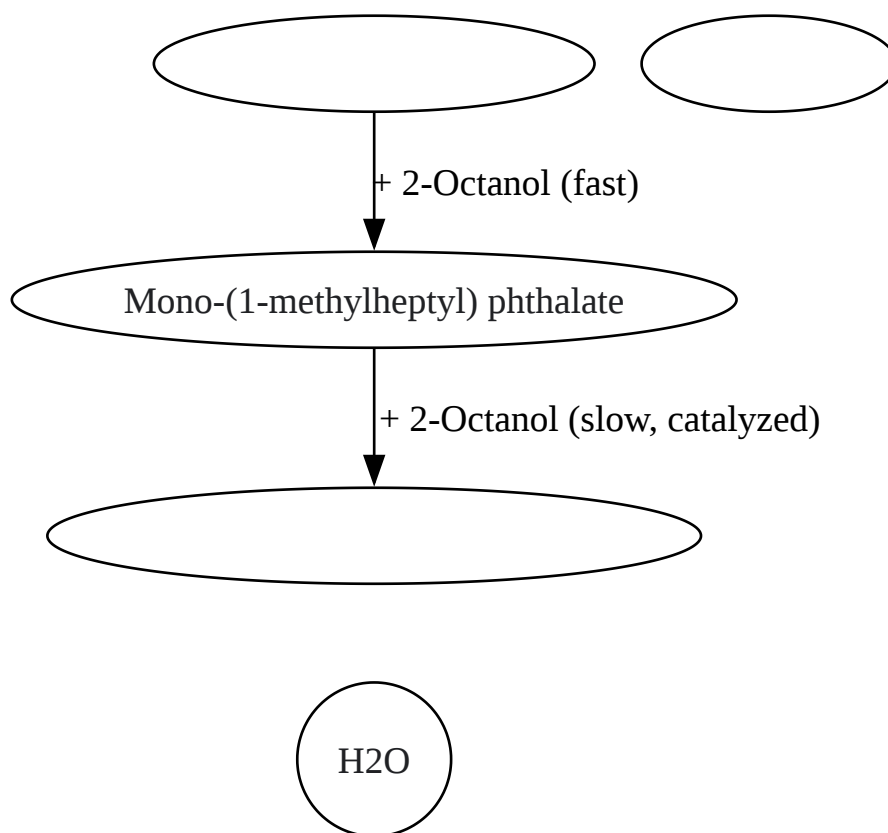 + 2-Octanol (fast)
Mono-(1-methylheptyl) phthalate
+ 2-Octanol (slow, catalyzed)
H2O